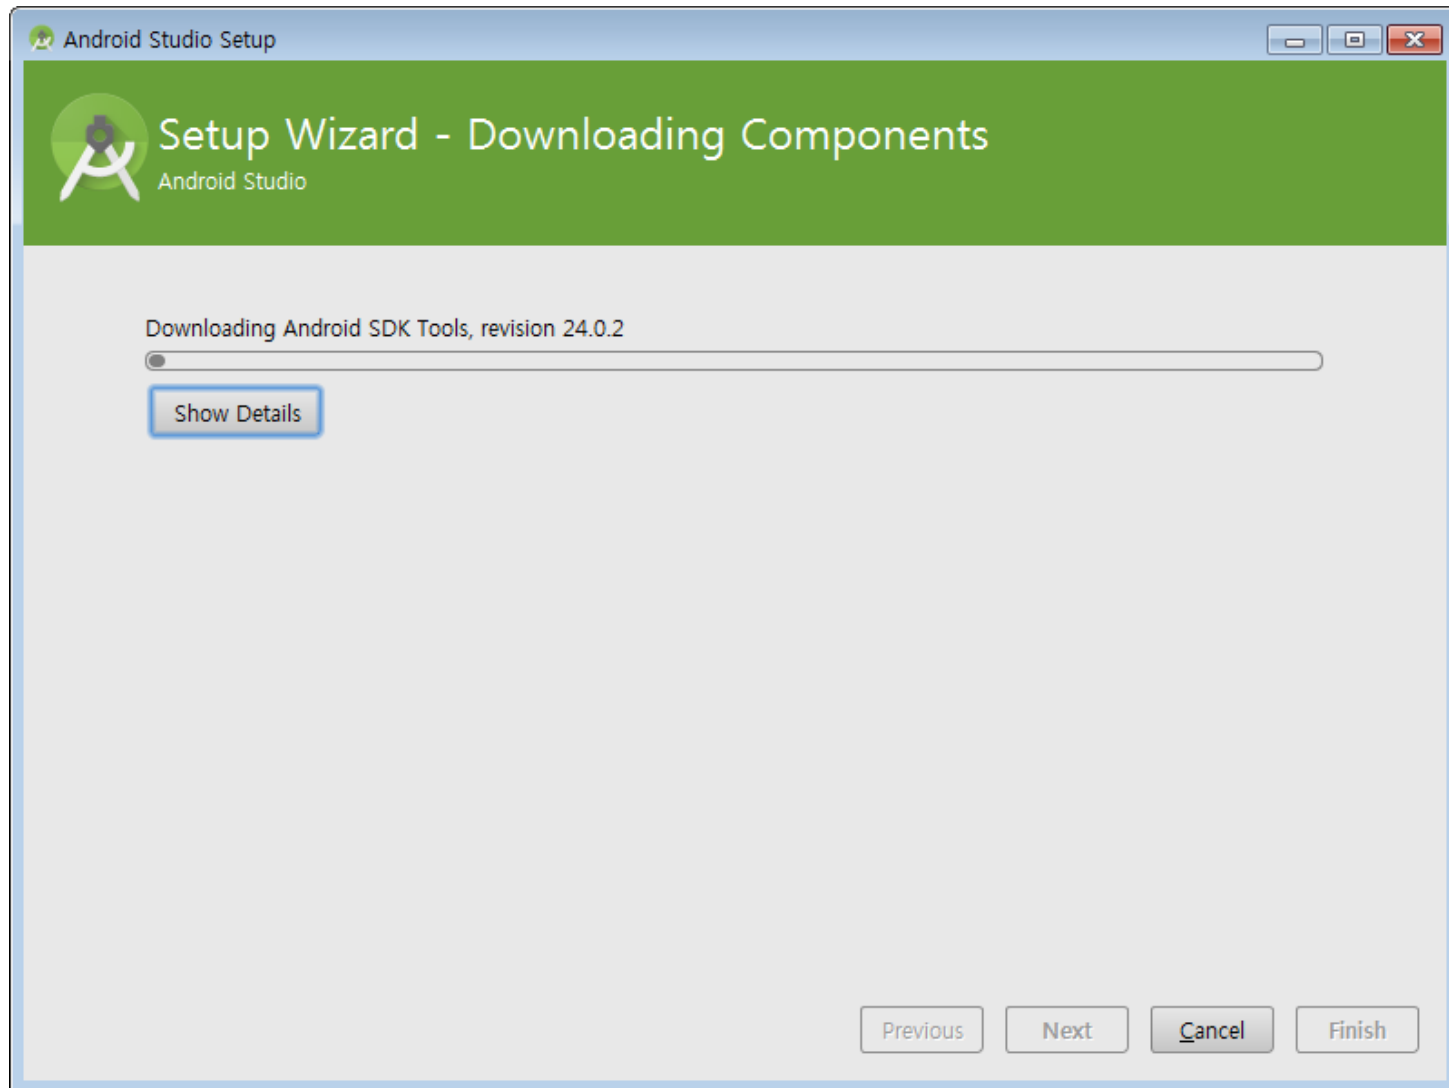 Android Studio Setup
Setup Wizard - Downloading Components
Android Studio
Downloading Android SDK Tools, revision 24.0.2
Show Details
Previous Next Cancel Finish